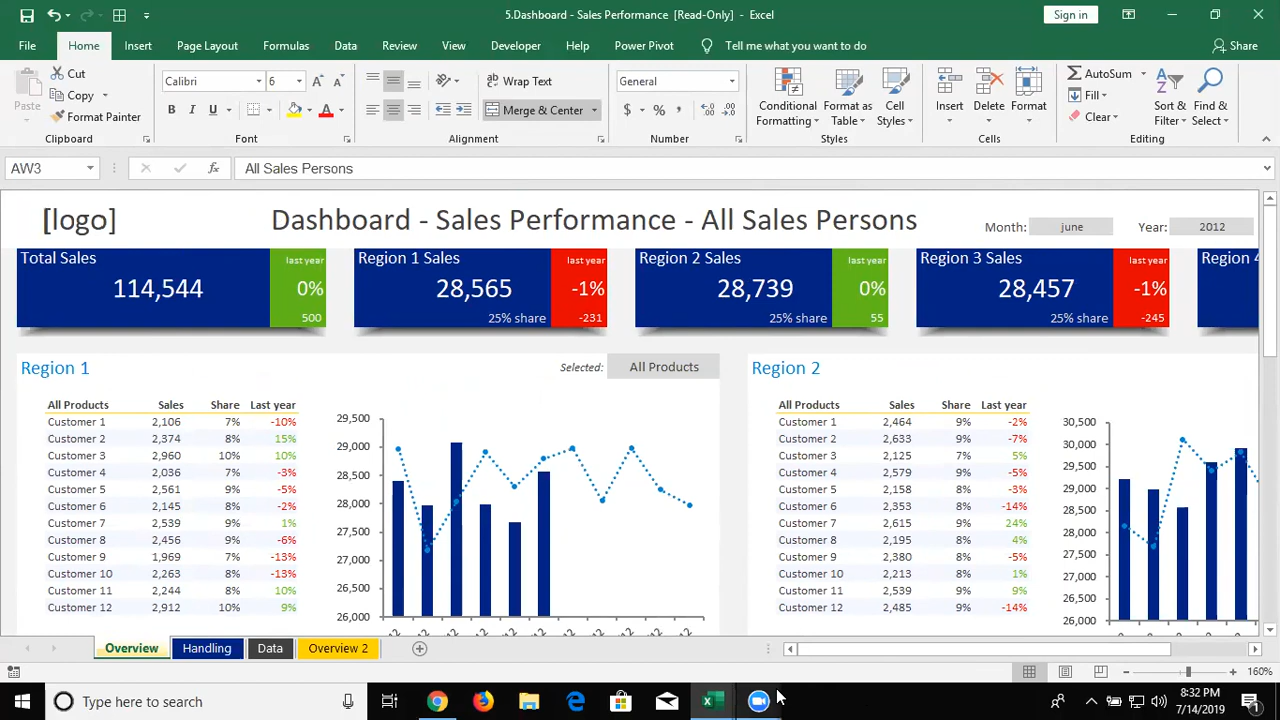 5.Dashboard - Sales Performance [Read-Only] - Excel
Sign in
File Home Insert Page Layout Formulas Data Review View Developer Help Power Pivot Tell me what you want to do Share
Paste
Cut
Copy
Format Painter
Clipboard
Calibri 6 A A
B I U A
Font
Wrap Text
Merge & Center
Alignment
General
$ % ,
Number
Conditional Formatting
Format as Table
Cell Styles
Styles
Insert Delete Format
Cells
AutoSum
Fill
Clear
Sort & Filter
Find & Select
Editing
AW3 fx All Sales Persons
[logo] Dashboard - Sales Performance - All Sales Persons Month: june Year: 2012
Total Sales last year
114,544 0%
500
Region 1 Sales last year
28,565 -1%
25% share -231
Region 2 Sales last year
28,739 0%
25% share 55
Region 3 Sales last year
28,457 -1%
25% share -245
Region 4
Region 1 Selected: All Products
All Products Sales Share Last year
Customer 1 2,106 7% -10%
Customer 2 2,374 8% 15%
Customer 3 2,960 10% 10%
Customer 4 2,036 7% -3%
Customer 5 2,561 9% -5%
Customer 6 2,145 8% -2%
Customer 7 2,539 9% 1%
Customer 8 2,456 9% -6%
Customer 9 1,969 7% -13%
Customer 10 2,263 8% -13%
Customer 11 2,244 8% 10%
Customer 12 2,912 10% 9%
29,500
29,000
28,500
28,000
27,500
27,000
26,500
26,000
Region 2
All Products Sales Share Last year
Customer 1 2,464 9% -2%
Customer 2 2,633 9% -7%
Customer 3 2,125 7% 5%
Customer 4 2,579 9% -5%
Customer 5 2,158 8% -3%
Customer 6 2,353 8% -14%
Customer 7 2,615 9% 24%
Customer 8 2,195 8% 4%
Customer 9 2,380 8% -5%
Customer 10 2,213 8% 1%
Customer 11 2,539 9% 9%
Customer 12 2,485 9% -14%
30,500
30,000
29,500
29,000
28,500
28,000
27,500
27,000
26,500
26,000
Overview Handling Data Overview 2
160%
Type here to search
8:32 PM
7/14/2019
1